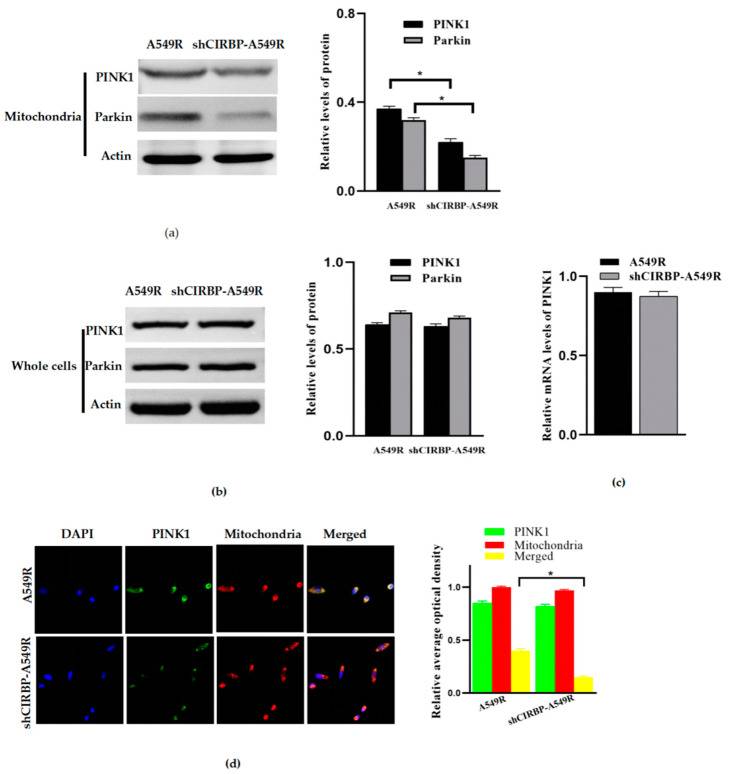 A549R shCIRBP-A549R
PINK1
Mitochondria
Parkin
Actin
0.8
0.4
0.0
Relative levels of protein
PINK1
Parkin
*
*
A549R shCIRBP-A549R
(a)
A549R shCIRBP-A549R
PINK1
Whole cells
Parkin
Actin
1.0
0.5
0.0
Relative levels of protein
PINK1
Parkin
A549R shCIRBP-A549R
(b)
A549R
shCIRBP-A549R
1.0
0.5
0.0
Relative mRNA levels of PINK1
(c)
DAPI PINK1 Mitochondria Merged
A549R
shCIRBP-A549R
PINK1
Mitochondria
Merged
*
1.0
0.5
0.0
Relative average optical density
A549R
shCIRBP-A549R
(d)